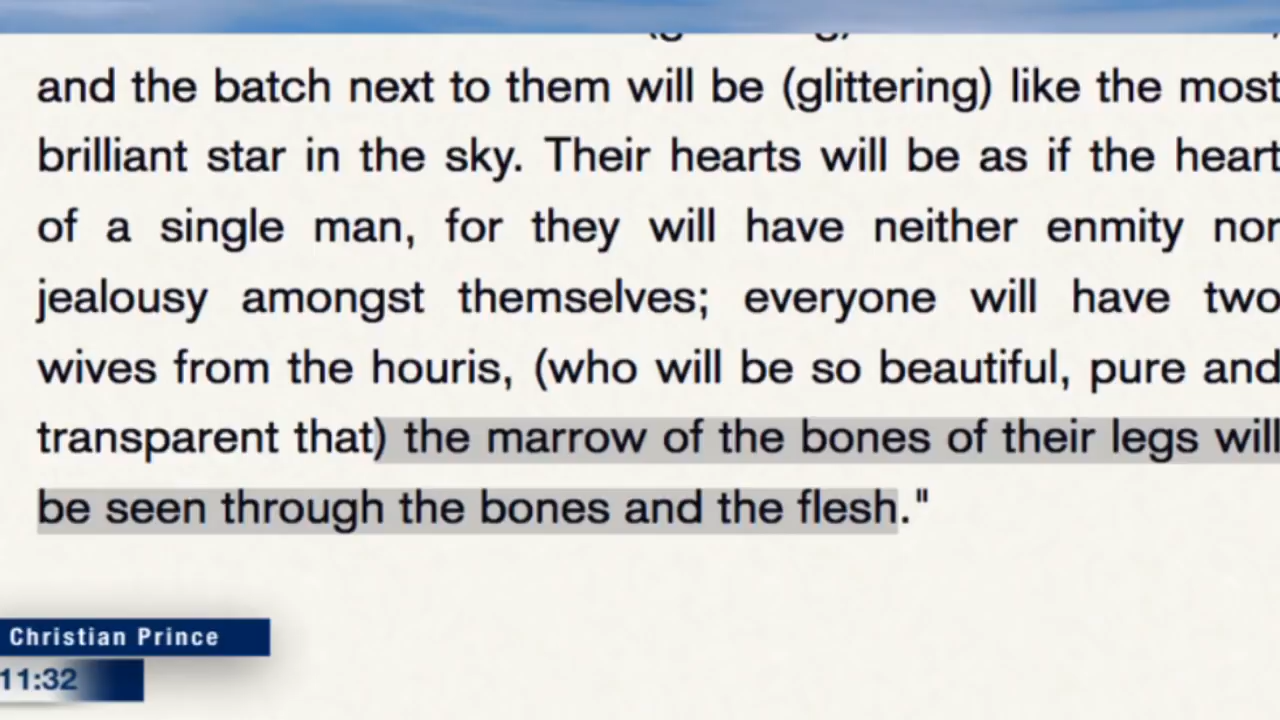 and the batch next to them will be (glittering) like the most
brilliant star in the sky. Their hearts will be as if the heart
of a single man, for they will have neither enmity nor
jealousy amongst themselves; everyone will have two
wives from the houris, (who will be so beautiful, pure and
transparent that) the marrow of the bones of their legs will
be seen through the bones and the flesh."
Christian Prince
11:32